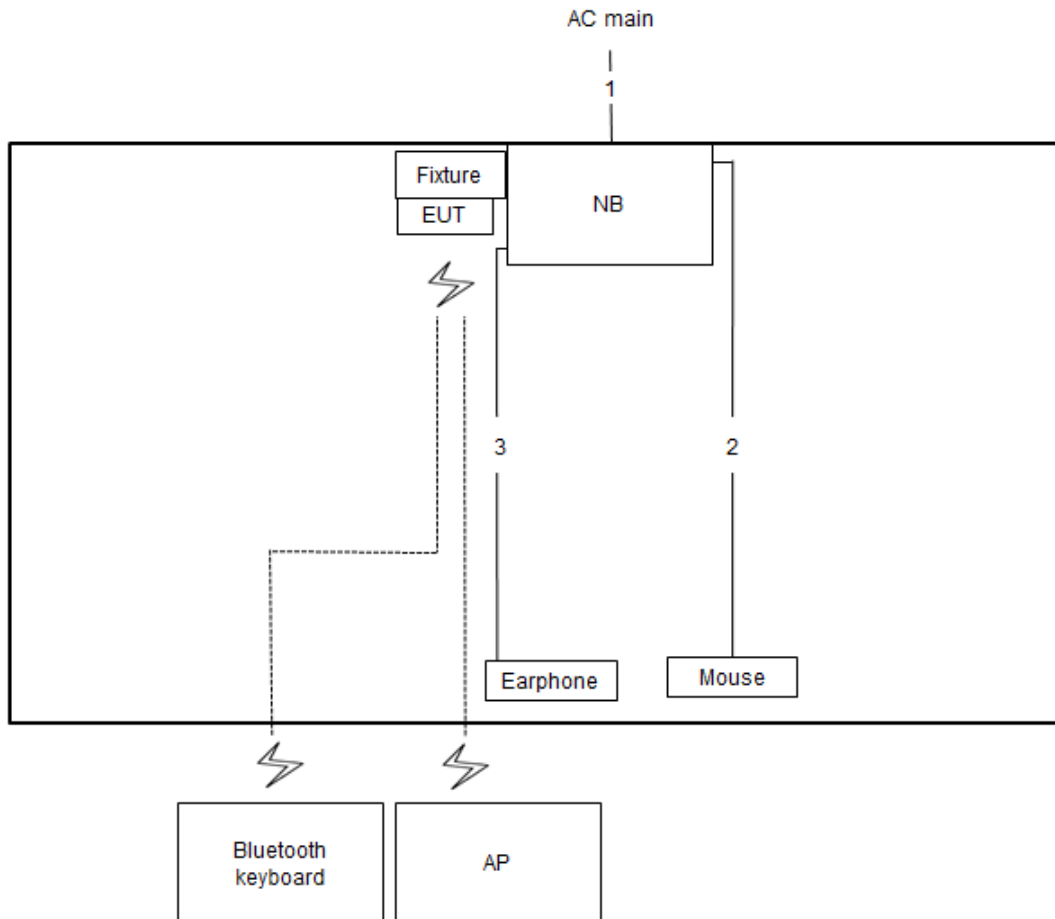 AC main
1
Fixture
EUT
NB
3
2
Earphone
Mouse
Bluetooth
keyboard
AP